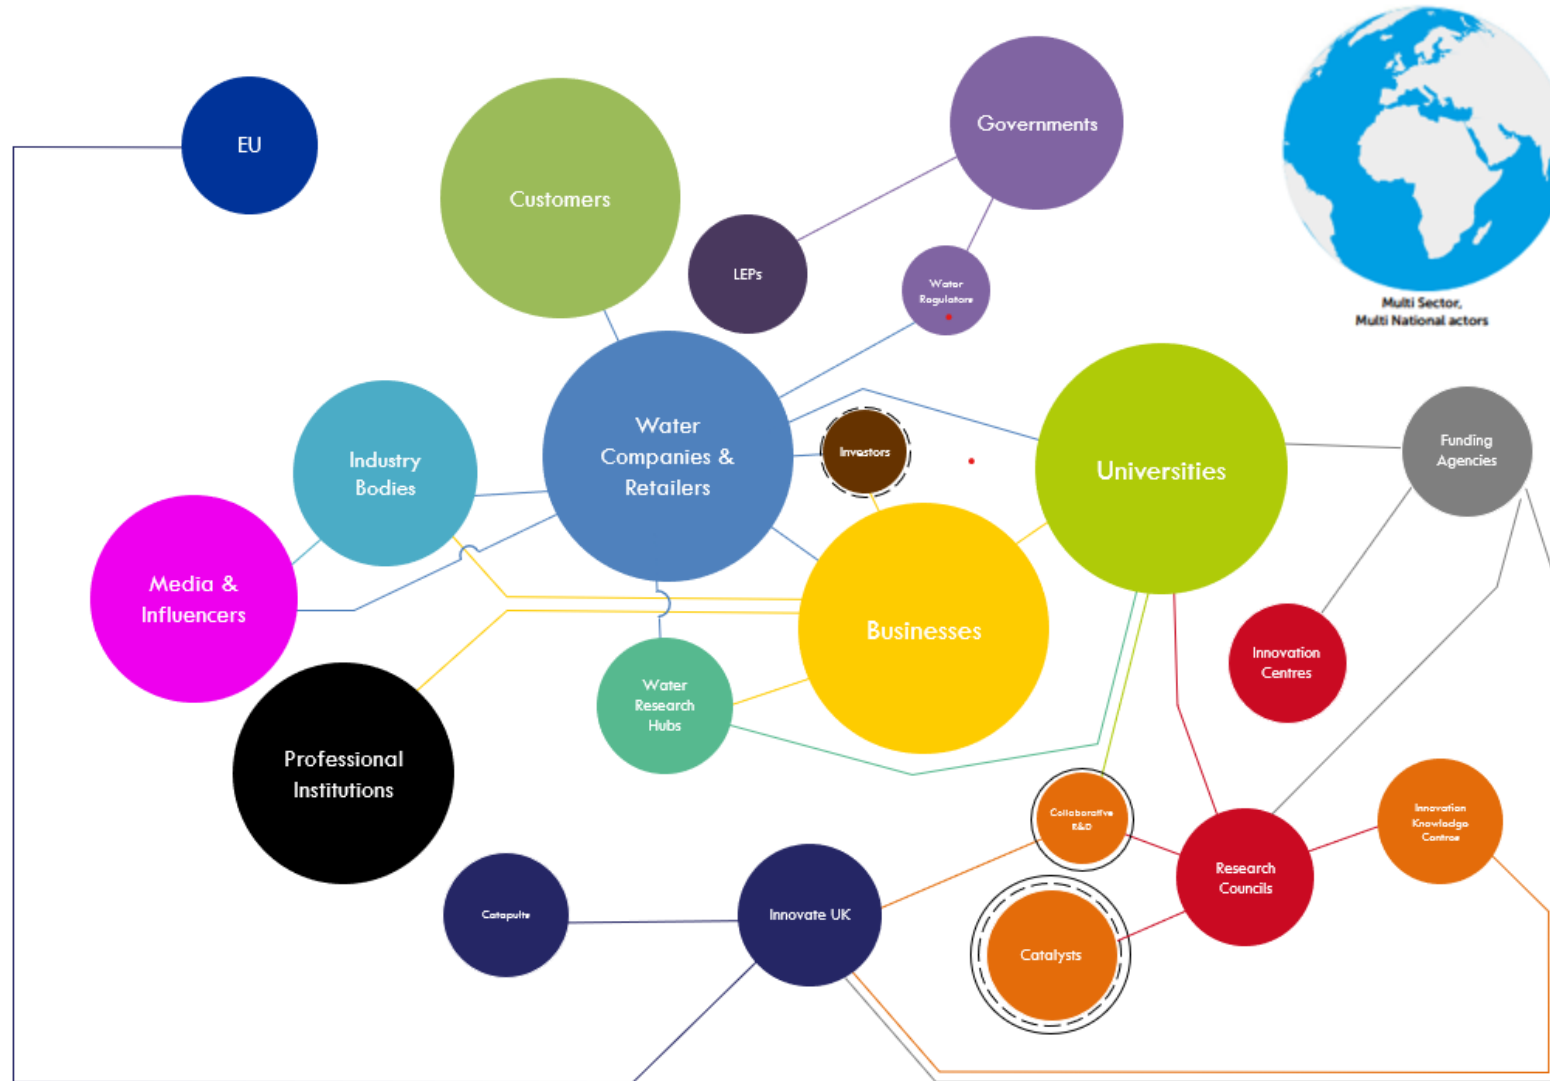 EU
Customers
Governments
LEPs
Water
Regulators
Multi Sector,
Multi National actors
Water
Companies &
Retailers
Industry
Bodies
Investors
Universities
Funding
Agencies
Media &
Influencers
Businesses
Water
Research
Hubs
Innovation
Centres
Professional
Institutions
Collaborative
R&D
Innovation
Knowledge
Centres
Research
Councils
Catapults
Innovate UK
Catalysts